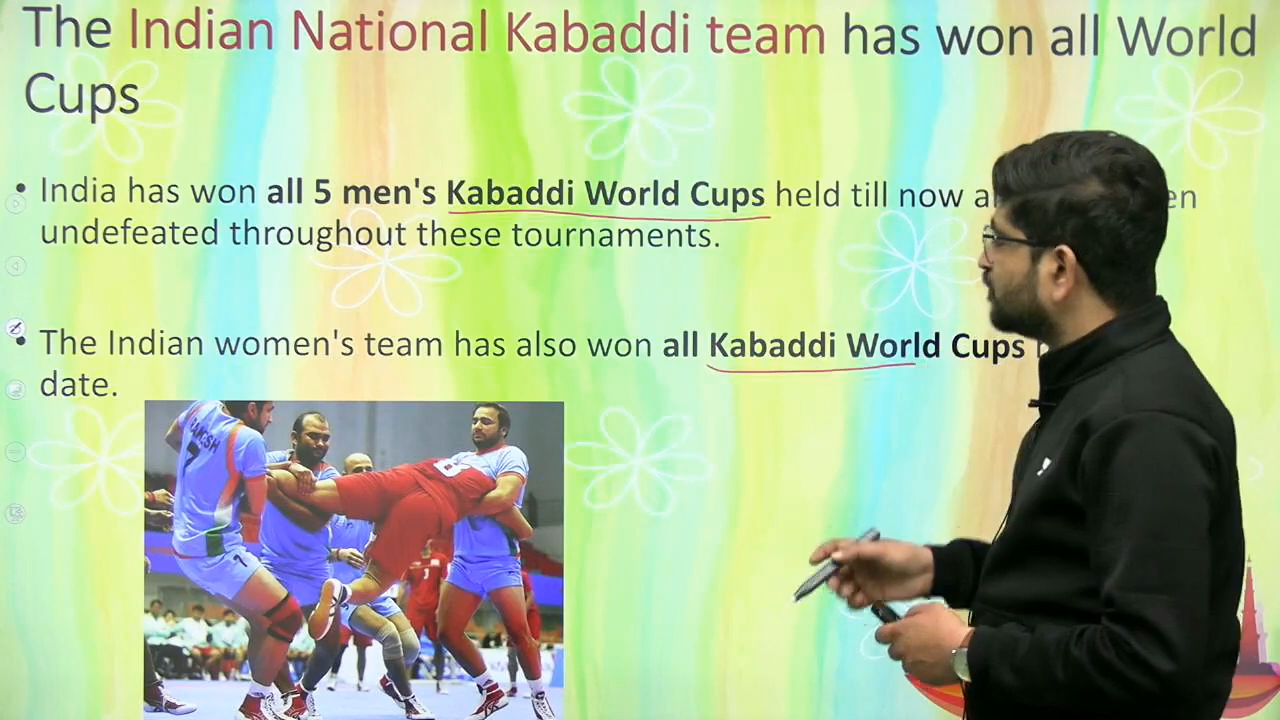 The Indian National Kabaddi team has won all World
Cups
• India has won all 5 men's Kabaddi World Cups held till now en
undefeated throughout these tournaments.
• The Indian women's team has also won all Kabaddi World Cups
date.
7
7